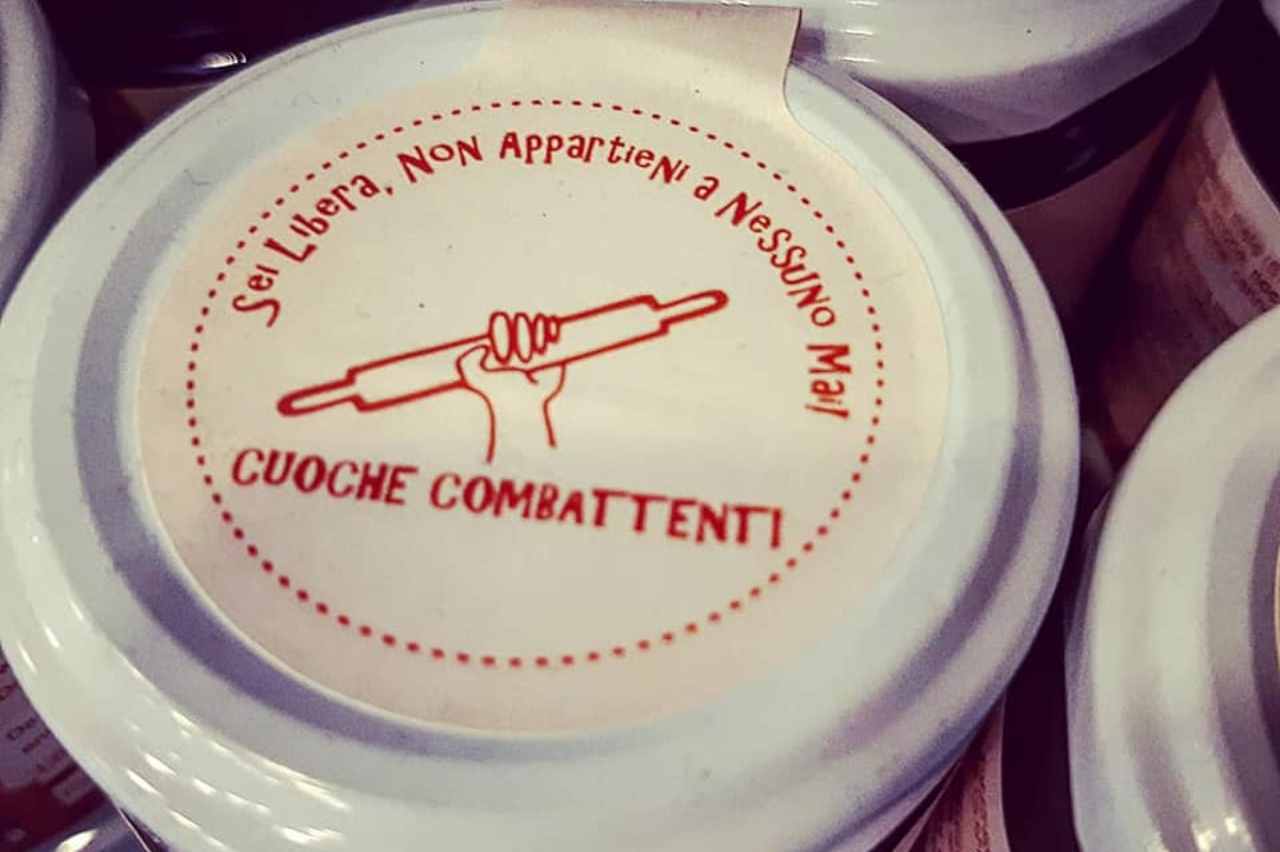 Sei Libera, Non Appartieni a Nessuno Mai!
CUOCHE COMBATTENTI